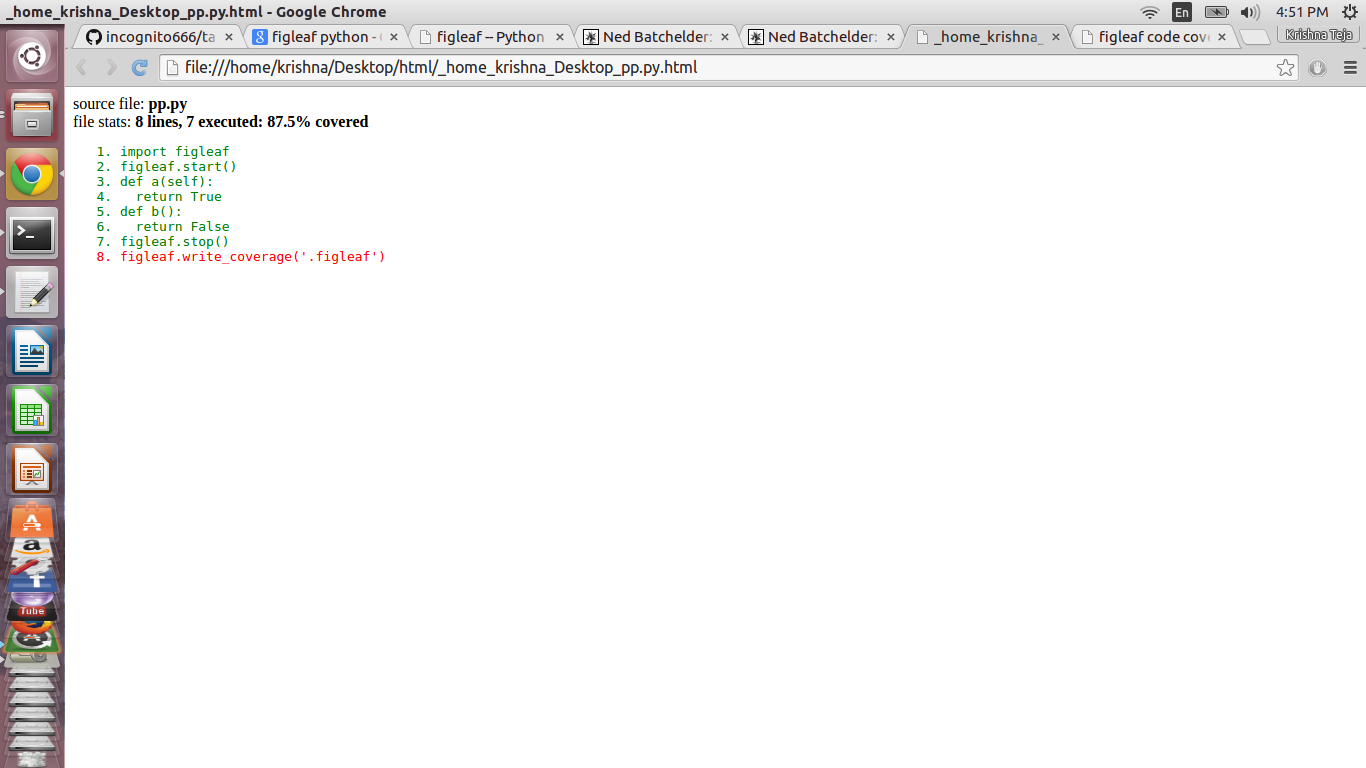 _home_krishna_Desktop_pp.py.html - Google Chrome
En
4:51 PM
incognito666/ta
figleaf python -
figleaf – Python
Ned Batchelder:
Ned Batchelder:
_home_krishna_
figleaf code cov
Krishna Teja
file:///home/krishna/Desktop/html/_home_krishna_Desktop_pp.py.html
source file: pp.py
file stats: 8 lines, 7 executed: 87.5% covered
1. import figleaf
2. figleaf.start()
3. def a(self):
4.   return True
5. def b():
6.   return False
7. figleaf.stop()
8. figleaf.write_coverage('.figleaf')
A
a
f
Tube